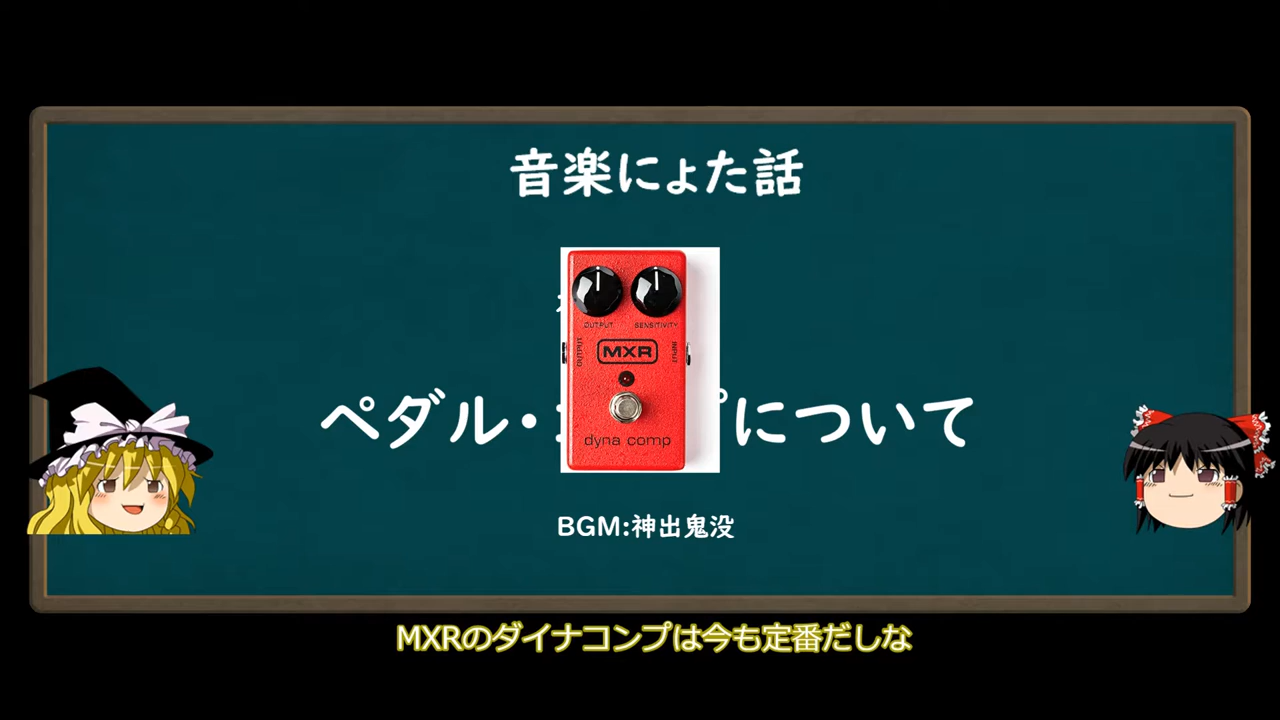 音楽にょた話
OUTPUT SENSITIVITY
OUTPUT
MXR
INPUT
ペダル・
について
dyna comp
BGM:神出鬼没
MXRのダイナコンプは今も定番だしな